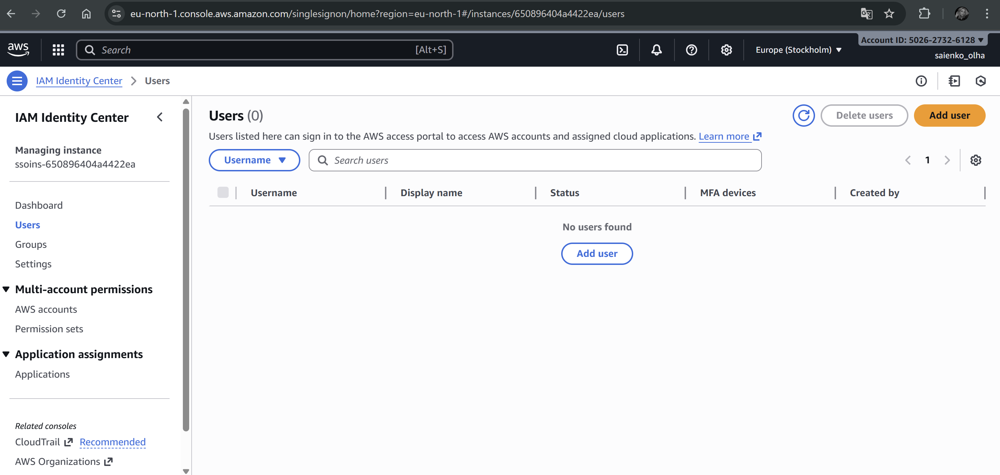 eu-north-1.console.aws.amazon.com/singlesignon/home?region=eu-north-1#/instances/650896404a4422ea/users
aws
Search [Alt+S]
Europe (Stockholm)
Account ID: 5026-2732-6128
saienko_olha
IAM Identity Center > Users
IAM Identity Center
Managing instance
ssoins-650896404a4422ea
Dashboard
Users
Groups
Settings
Multi-account permissions
AWS accounts
Permission sets
Application assignments
Applications
Related consoles
CloudTrail Recommended
AWS Organizations
Users (0)
Delete users
Add user
Users listed here can sign in to the AWS access portal to access AWS accounts and assigned cloud applications. Learn more
Username
Search users
1
Username Display name Status MFA devices Created by
No users found
Add user